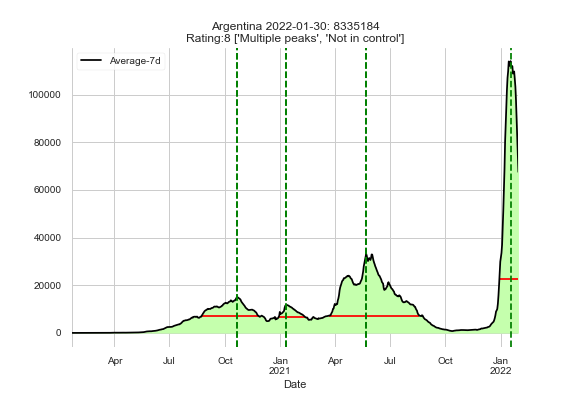 Argentina 2022-01-30: 8335184
Rating:8 ['Multiple peaks', 'Not in control']
Average-7d
100000
80000
60000
40000
20000
0
Apr
Jul
Oct
Jan
2021
Apr
Jul
Oct
Jan
2022
Date